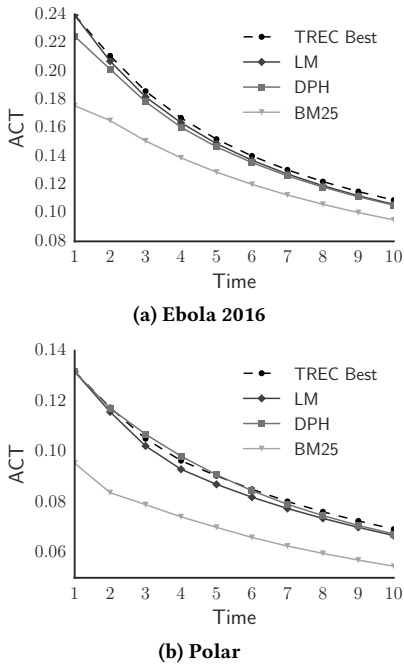 0.24
0.22
0.20
0.18
0.16
0.14
0.12
0.10
0.08
ACT
TREC Best
LM
DPH
BM25
1 2 3 4 5 6 7 8 9 10
Time
(a) Ebola 2016
0.14
0.12
0.10
0.08
0.06
ACT
TREC Best
LM
DPH
BM25
1 2 3 4 5 6 7 8 9 10
Time
(b) Polar